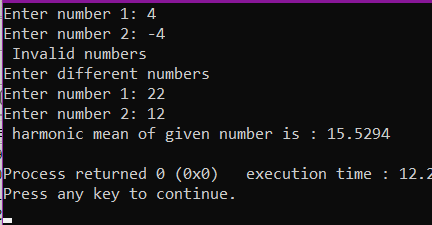 Enter number 1: 4
Enter number 2: -4
 Invalid numbers
Enter different numbers
Enter number 1: 22
Enter number 2: 12
 harmonic mean of given number is : 15.5294
Process returned 0 (0x0)   execution time : 12.2
Press any key to continue.